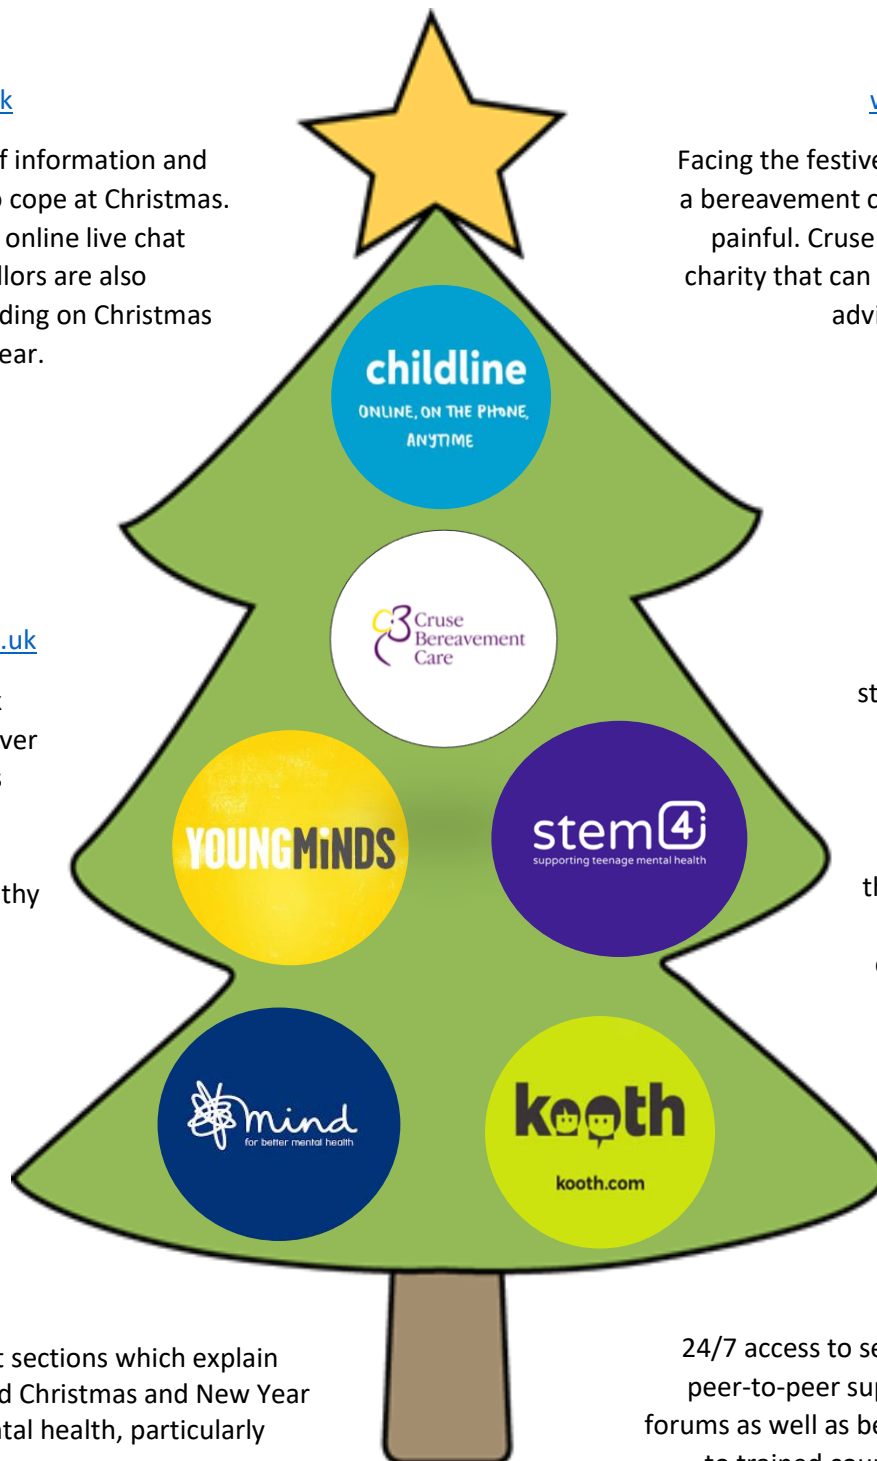 k
f information and
o cope at Christmas.
online live chat
llors are also
ding on Christmas
ear.
Facing the festive
a bereavement c
painful. Cruse
charity that can
advi
childline
ONLINE, ON THE PHONE,
ANYTIME
Cruse
Bereavement
Care
.uk
ver
thy
st
YOUNGMiNDS
stem4
supporting teenage mental health
th
mind
for better mental health
kooth
kooth.com
t sections which explain
d Christmas and New Year
tal health, particularly
24/7 access to se
peer-to-peer sup
forums as well as be
to trained coun